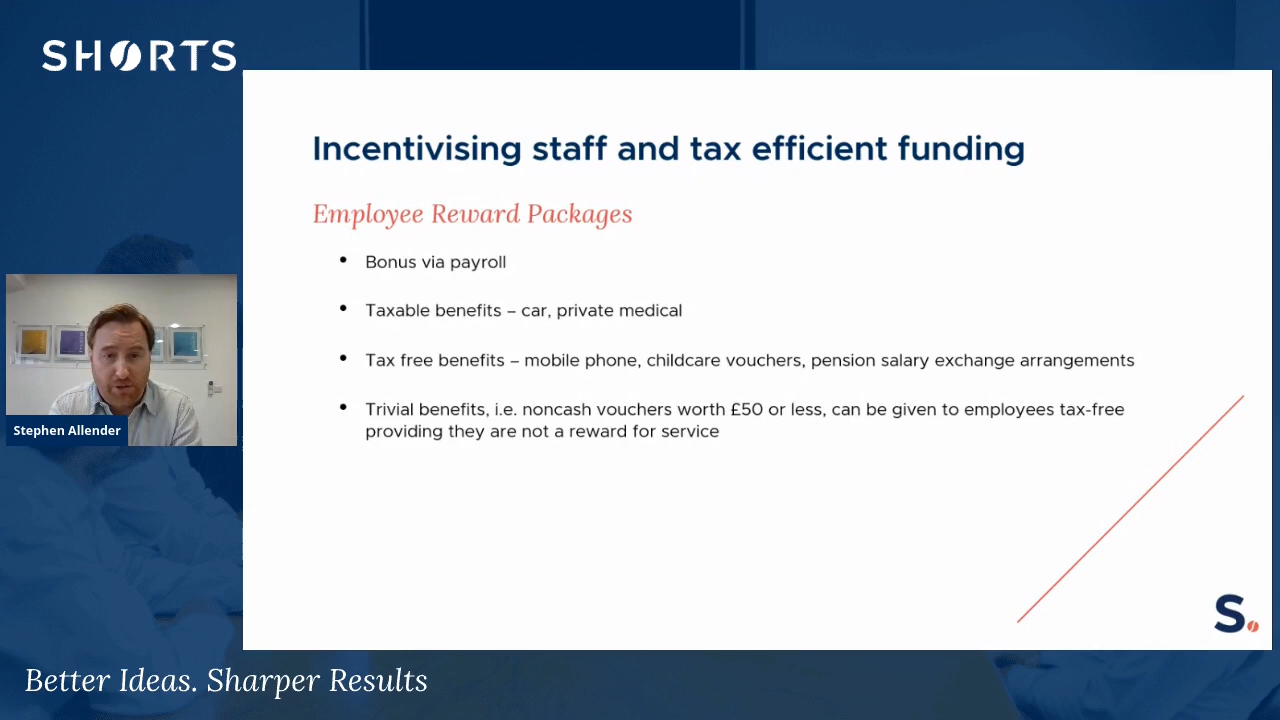 SHORTS
Incentivising staff and tax efficient funding
Employee Reward Packages
• Bonus via payroll
• Taxable benefits – car, private medical
• Tax free benefits – mobile phone, childcare vouchers, pension salary exchange arrangements
• Trivial benefits, i.e. noncash vouchers worth £50 or less, can be given to employees tax-free
providing they are not a reward for service
Stephen Allender
S.
Better Ideas. Sharper Results